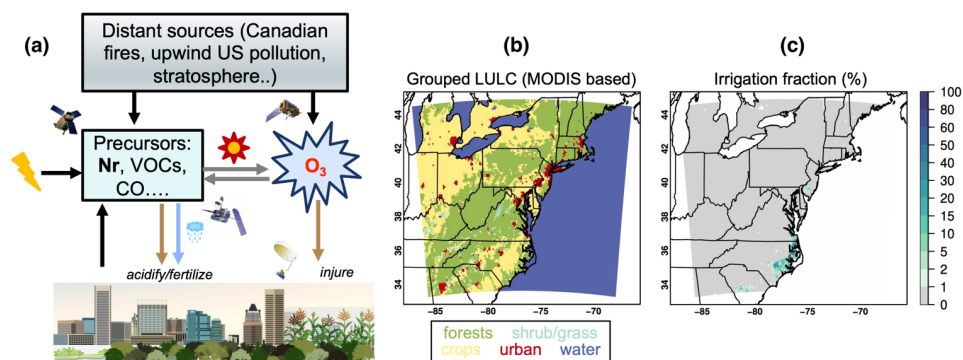 (a)
Distant sources (Canadian
fires, upwind US pollution,
stratosphere..)
Precursors:
Nr, VOCs,
CO....
O₃
acidify/fertilize
injure
(b)
Grouped LULC (MODIS based)
44
42
40
38
36
34
−85
−80
−75
−70
forests shrub/grass
crops urban water
(c)
Irrigation fraction (%)
44
42
40
38
36
34
−85
−80
−75
−70
100
80
60
50
40
30
20
15
10
5
2
1
0